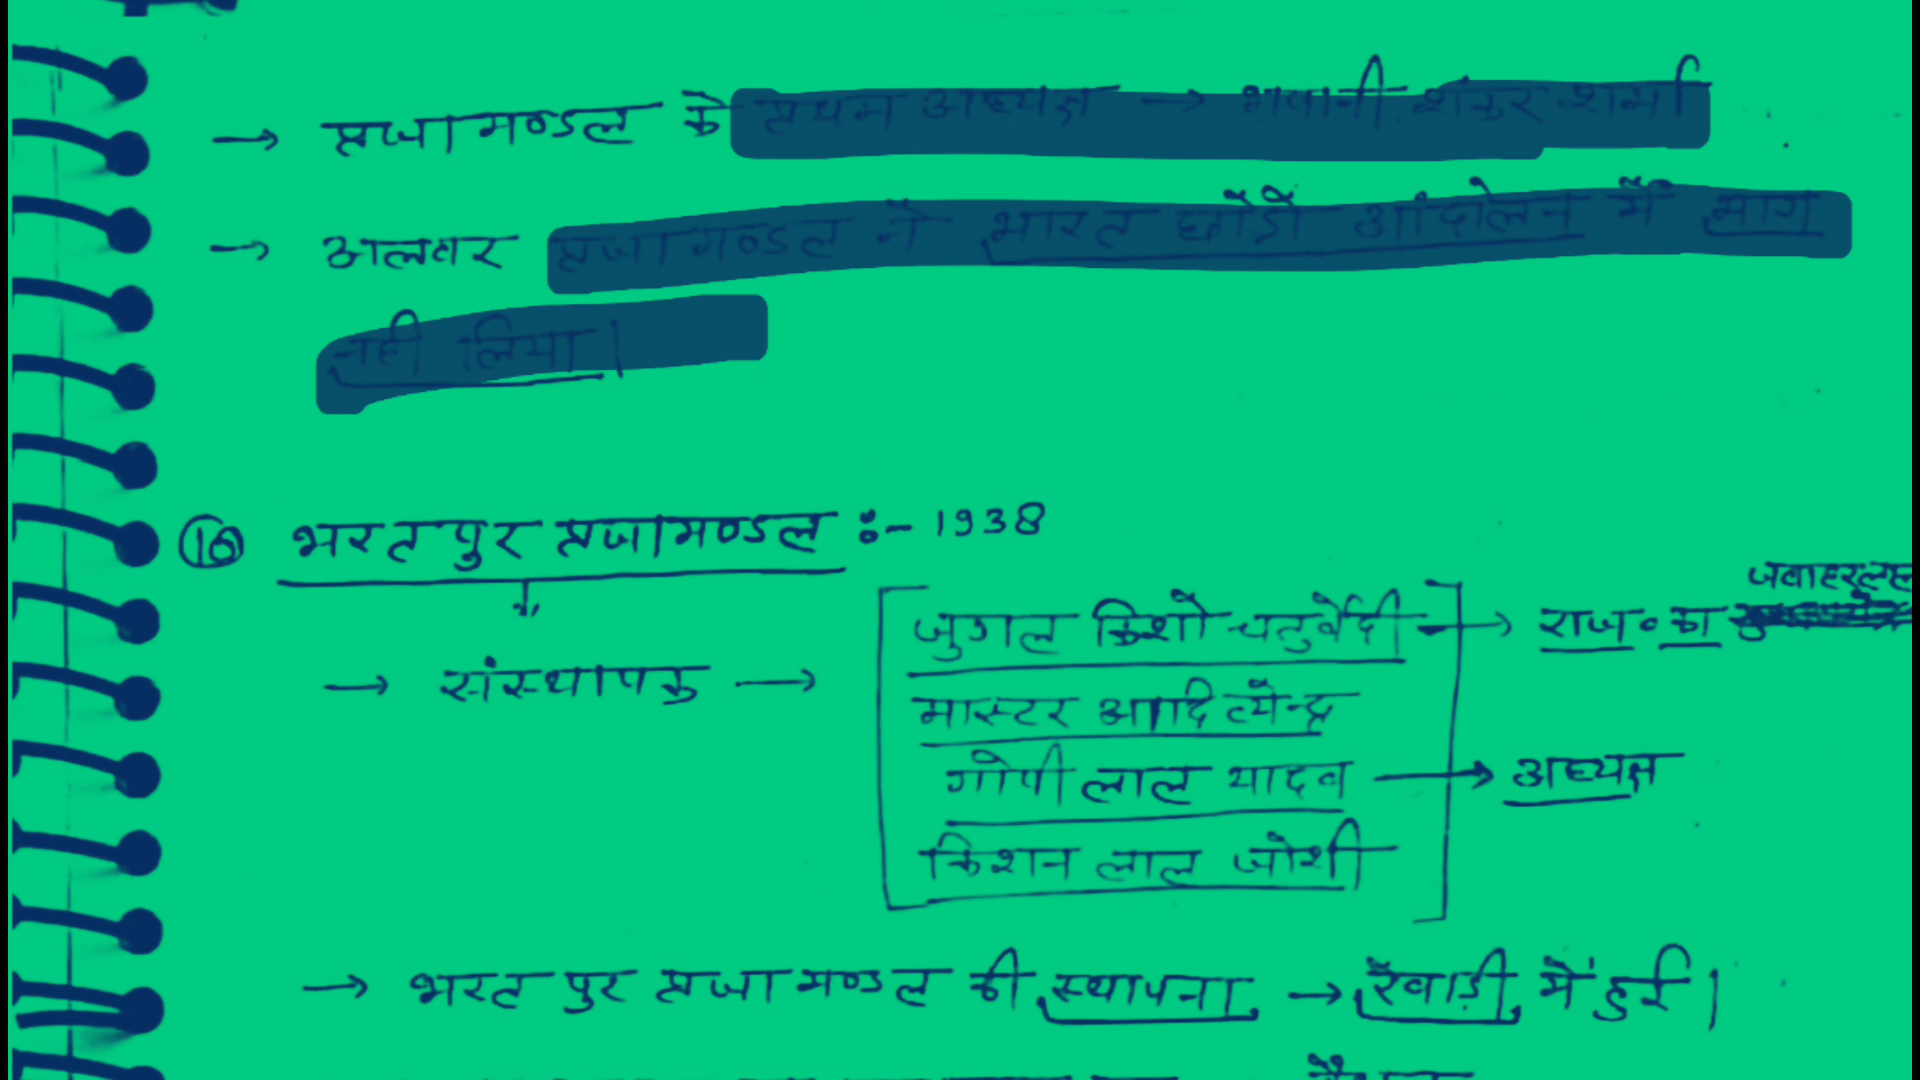 → प्रजामण्डल के प्रथम अध्यक्ष → भवानी शंकर शर्मा
→ अलवर प्रजामण्डल ने भारत छोड़ो आंदोलन में भाग
नही लिया।
16 भरतपुर प्रजामण्डल :- 1938
जवाहरलाल
जुगल किशो चतुर्वेदी → राज० का
→ संस्थापक →
मास्टर आदित्येन्द्र
गोपी लाल यादव → अध्यक्ष
किशन लाल जोशी
→ भरतपुर प्रजामण्डल की स्थापना → रेवाड़ी में हुई।